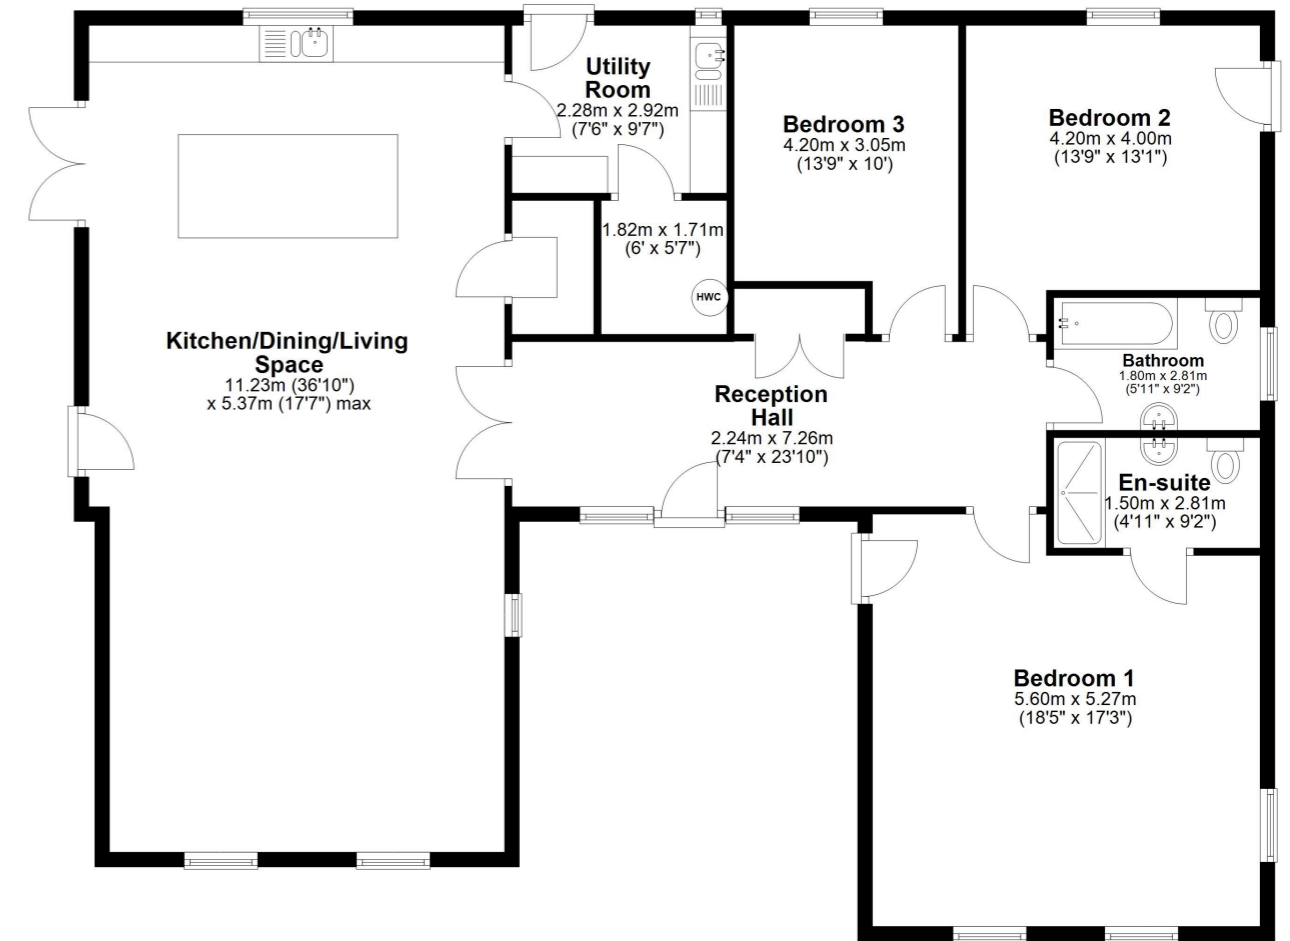 Utility
Room
2.28m x 2.92m
(7'6" x 9'7")
Bedroom 3
4.20m x 3.05m
(13'9" x 10')
Bedroom 2
4.20m x 4.00m
(13'9" x 13'1")
1.82m x 1.71m
(6' x 5'7")
HWC
Kitchen/Dining/Living
Space
11.23m (36'10")
x 5.37m (17'7") max
Reception
Hall
2.24m x 7.26m
(7'4" x 23'10")
Bathroom
1.80m x 2.81m
(5'11" x 9'2")
En-suite
1.50m x 2.81m
(4'11" x 9'2")
Bedroom 1
5.60m x 5.27m
(18'5" x 17'3")